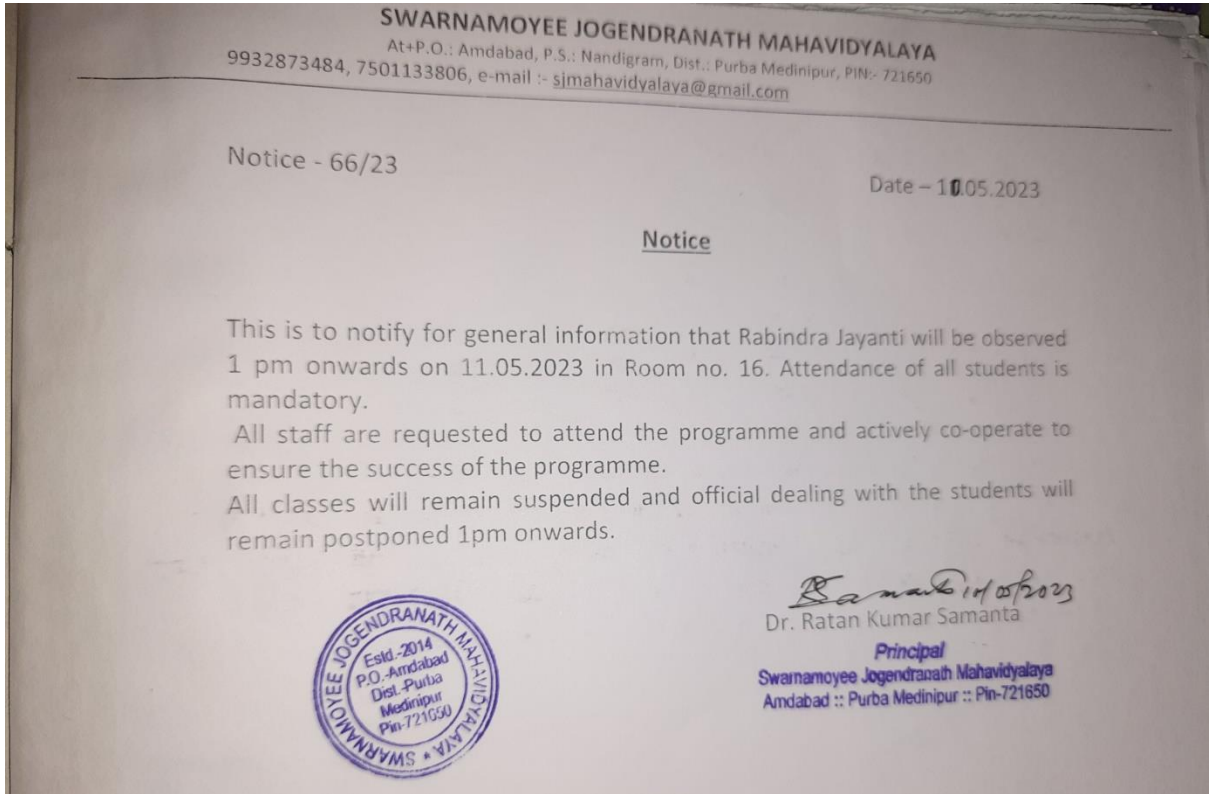 SWARNAMOYEE JOGENDRANATH MAHAVIDYALAYA
At+P.O.: Amdabad, P.S.: Nandigram, Dist.: Purba Medinipur, PIN:- 721650
9932873484, 7501133806, e-mail :- sjmahavidyalaya@gmail.com
Notice - 66/23
Date – 10.05.2023
Notice
This is to notify for general information that Rabindra Jayanti will be observed
1 pm onwards on 11.05.2023 in Room no. 16. Attendance of all students is
mandatory.
All staff are requested to attend the programme and actively co-operate to
ensure the success of the programme.
All classes will remain suspended and official dealing with the students will
remain postponed 1pm onwards.
SWARNAMOYEE JOGENDRANATH MAHAVIDYALAYA *
Estd.-2014
P.O.-Amdabad
Dist.-Purba
Medinipur
Pin-721650
Samanta 10/05/2023
Dr. Ratan Kumar Samanta
Principal
Swarnamoyee Jogendranath Mahavidyalaya
Amdabad :: Purba Medinipur :: Pin-721650